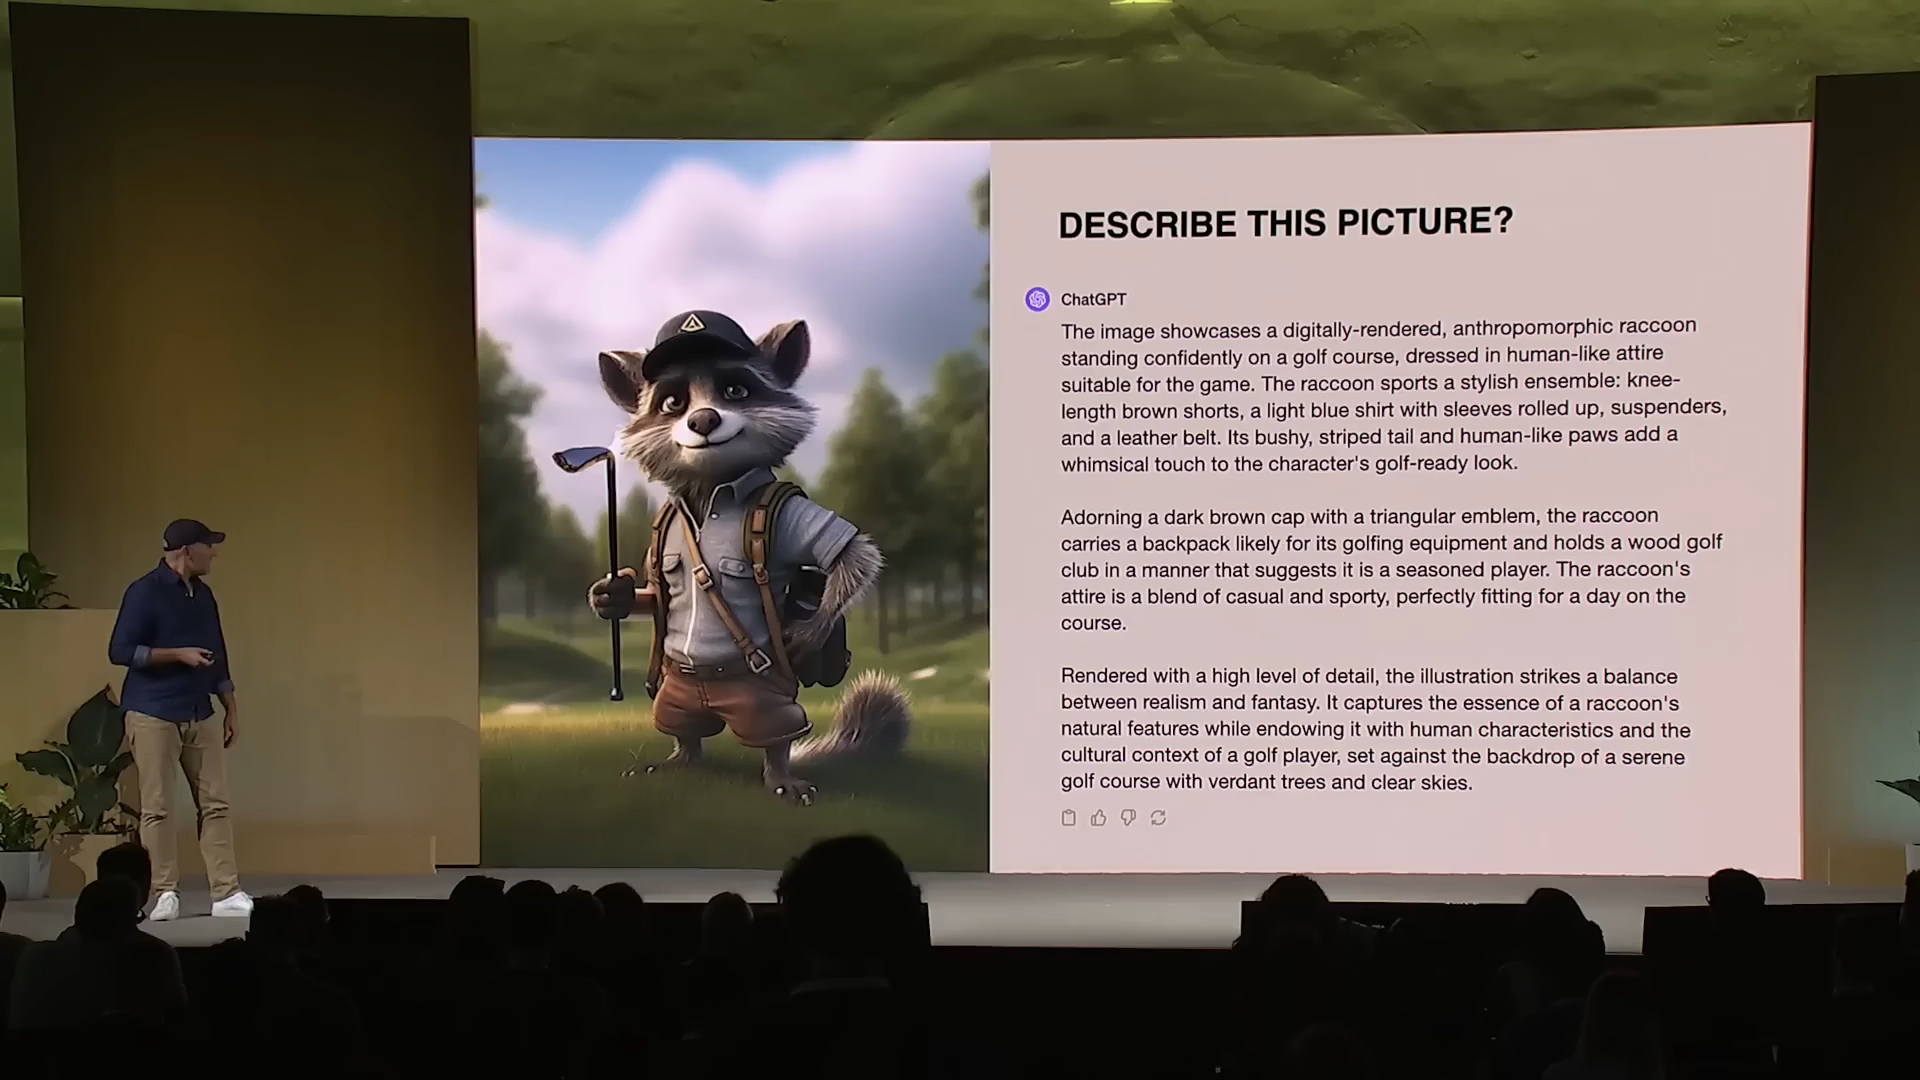 DESCRIBE THIS PICTURE?
ChatGPT
The image showcases a digitally-rendered, anthropomorphic raccoon
standing confidently on a golf course, dressed in human-like attire
suitable for the game. The raccoon sports a stylish ensemble: knee-
length brown shorts, a light blue shirt with sleeves rolled up, suspenders,
and a leather belt. Its bushy, striped tail and human-like paws add a
whimsical touch to the character's golf-ready look.
Adorning a dark brown cap with a triangular emblem, the raccoon
carries a backpack likely for its golfing equipment and holds a wood golf
club in a manner that suggests it is a seasoned player. The raccoon's
attire is a blend of casual and sporty, perfectly fitting for a day on the
course.
Rendered with a high level of detail, the illustration strikes a balance
between realism and fantasy. It captures the essence of a raccoon's
natural features while endowing it with human characteristics and the
cultural context of a golf player, set against the backdrop of a serene
golf course with verdant trees and clear skies.